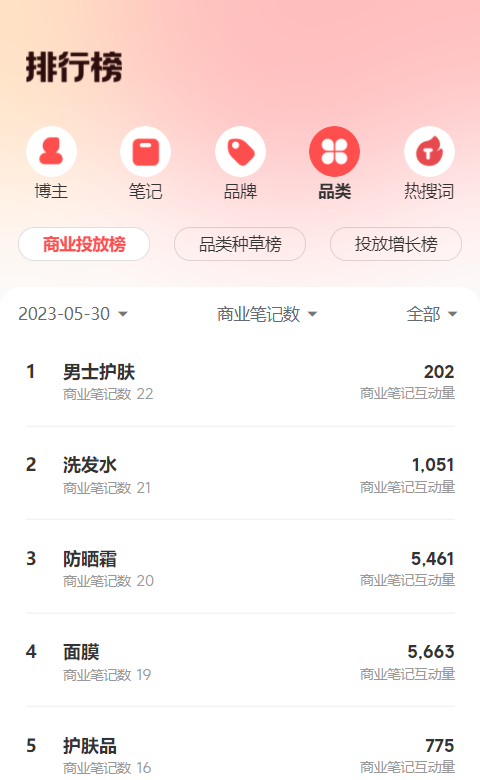 排行榜
博主 笔记 品牌 品类 热搜词
商业投放榜 品类种草榜 投放增长榜
2023-05-30 商业笔记数 全部
1 男士护肤 202
商业笔记数 22 商业笔记互动量
2 洗发水 1,051
商业笔记数 21 商业笔记互动量
3 防晒霜 5,461
商业笔记数 20 商业笔记互动量
4 面膜 5,663
商业笔记数 19 商业笔记互动量
5 护肤品 775
商业笔记数 16 商业笔记互动量